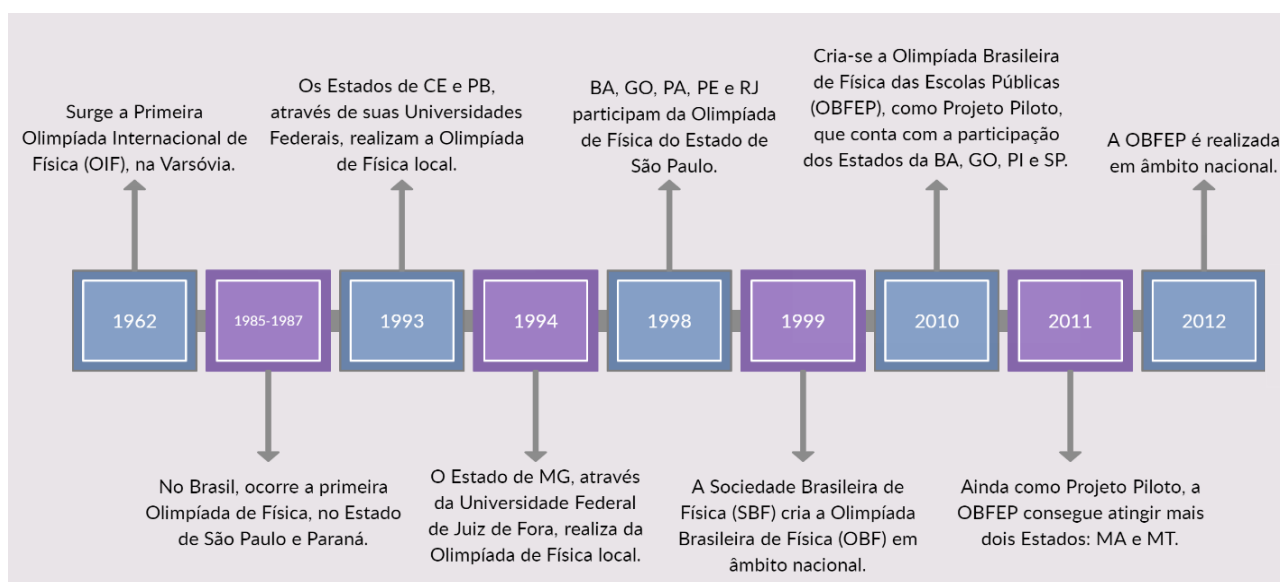 Surge a Primeira
Olimpíada Internacional de
Física (OIF), na Varsóvia.
Os Estados de CE e PB,
através de suas Universidades
Federais, realizam a Olimpíada
de Física local.
BA, GO, PA, PE e RJ
participam da Olimpíada
de Física do Estado de
São Paulo.
Cria-se a Olimpíada Brasileira
de Física das Escolas Públicas
(OBFEP), como Projeto Piloto,
que conta com a participação
dos Estados da BA, GO, PI e SP.
A OBFEP é realizada
em âmbito nacional.
1962
1985-1987
1993
1994
1998
1999
2010
2011
2012
No Brasil, ocorre a primeira
Olimpíada de Física, no Estado
de São Paulo e Paraná.
O Estado de MG, através
da Universidade Federal
de Juiz de Fora, realiza da
Olimpíada de Física local.
A Sociedade Brasileira de
Física (SBF) cria a Olimpíada
Brasileira de Física (OBF) em
âmbito nacional.
Ainda como Projeto Piloto, a
OBFEP consegue atingir mais
dois Estados: MA e MT.